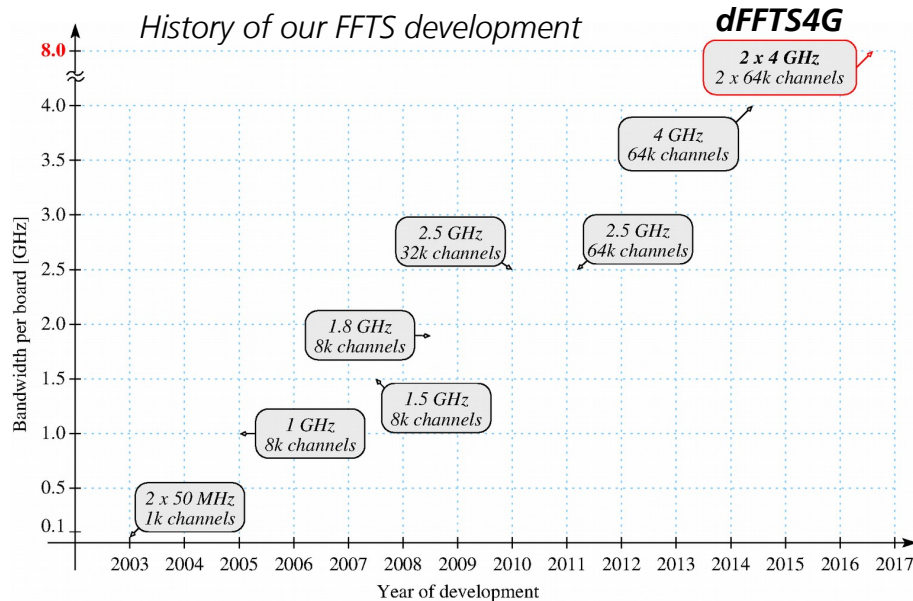 History of our FFTS development
dFFTS4G
8.0
2 x 4 GHz
2 x 64k channels
4.0
4 GHz
64k channels
3.5
3.0
2.5 GHz
32k channels
2.5 GHz
64k channels
2.5
2.0
1.8 GHz
8k channels
1.5
1.5 GHz
8k channels
1.0
1 GHz
8k channels
0.5
2 x 50 MHz
1k channels
0.1
Bandwidth per board [GHz]
2003 2004 2005 2006 2007 2008 2009 2010 2011 2012 2013 2014 2015 2016 2017
Year of development